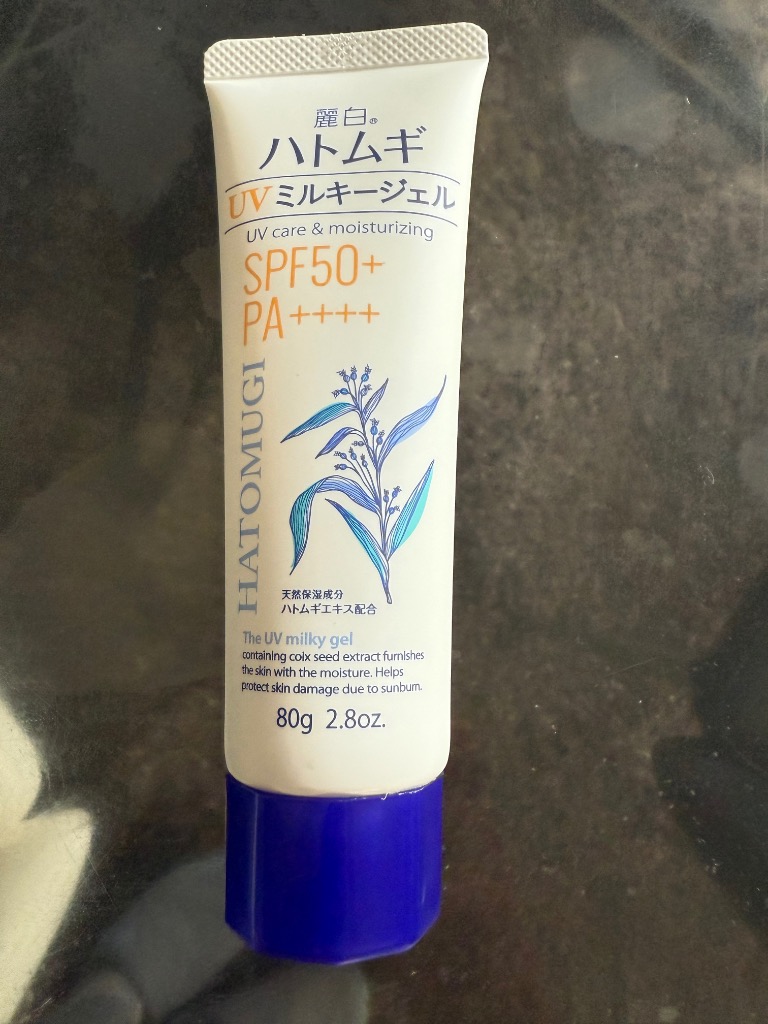 麗白®
ハトムギ
UVミルキージェル
UV care & moisturizing
SPF50+
PA++++
HATOMUGI
天然保湿成分
ハトムギエキス配合
The UV milky gel
containing coix seed extract furnishes
the skin with the moisture. Helps
protect skin damage due to sunburn.
80g 2.8oz.